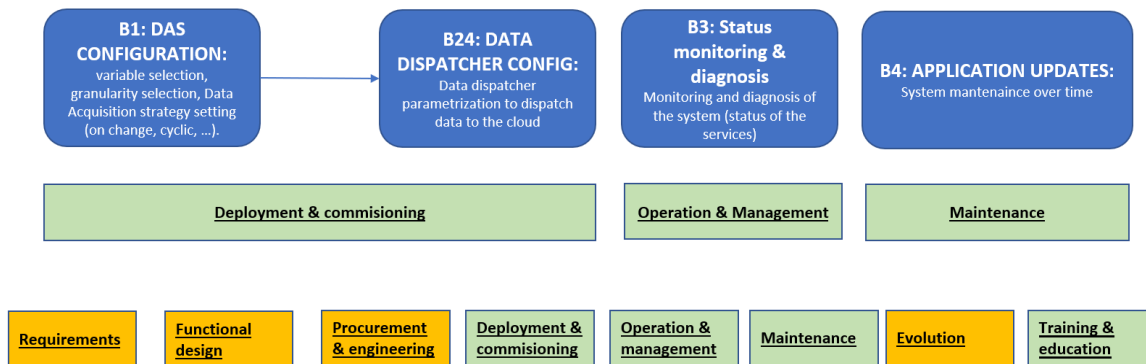 B1: DAS
CONFIGURATION:
variable selection,
granularity selection, Data
Acquisition strategy setting
(on change, cyclic, ...).
B24: DATA
DISPATCHER CONFIG:
Data dispatcher
parametrization to dispatch
data to the cloud
B3: Status
monitoring &
diagnosis
Monitoring and diagnosis of
the system (status of the
services)
B4: APPLICATION UPDATES:
System mantenaince over time
Deployment & commisioning
Operation & Management
Maintenance
Requirements
Functional
design
Procurement
& engineering
Deployment &
commisioning
Operation &
management
Maintenance
Evolution
Training &
education